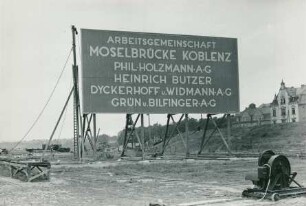 ARBEITSGEMEINSCHAFT
MOSELBRÜCKE KOBLENZ
PHIL·HOLZMANN·A·G
HEINRICH BUTZER
DYCKERHOFF u WIDMANN·A·G
GRÜN u BILFINGER·A·G